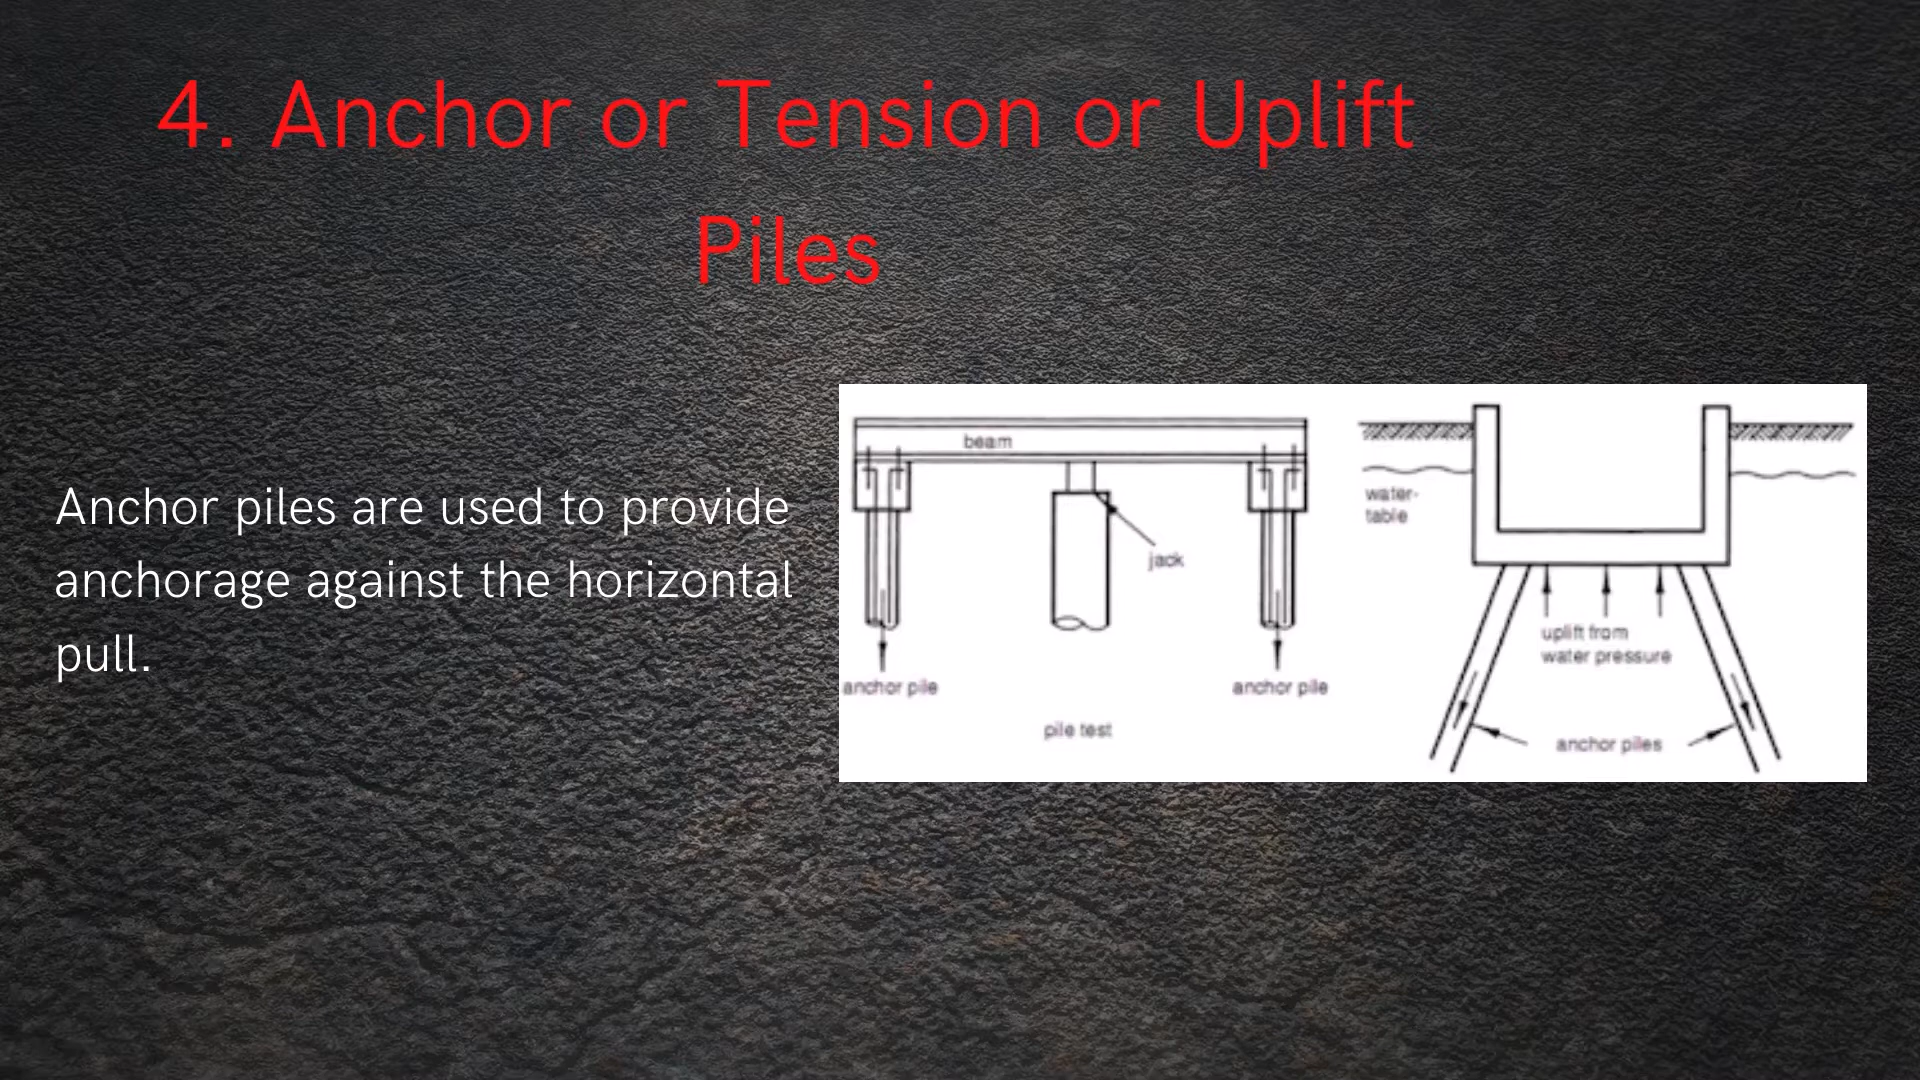 4. Anchor or Tension or Uplift
Piles
Anchor piles are used to provide
anchorage against the horizontal
pull.
beam
jack
anchor pile
anchor pile
pile test
water-
table
uplift from
water pressure
anchor piles